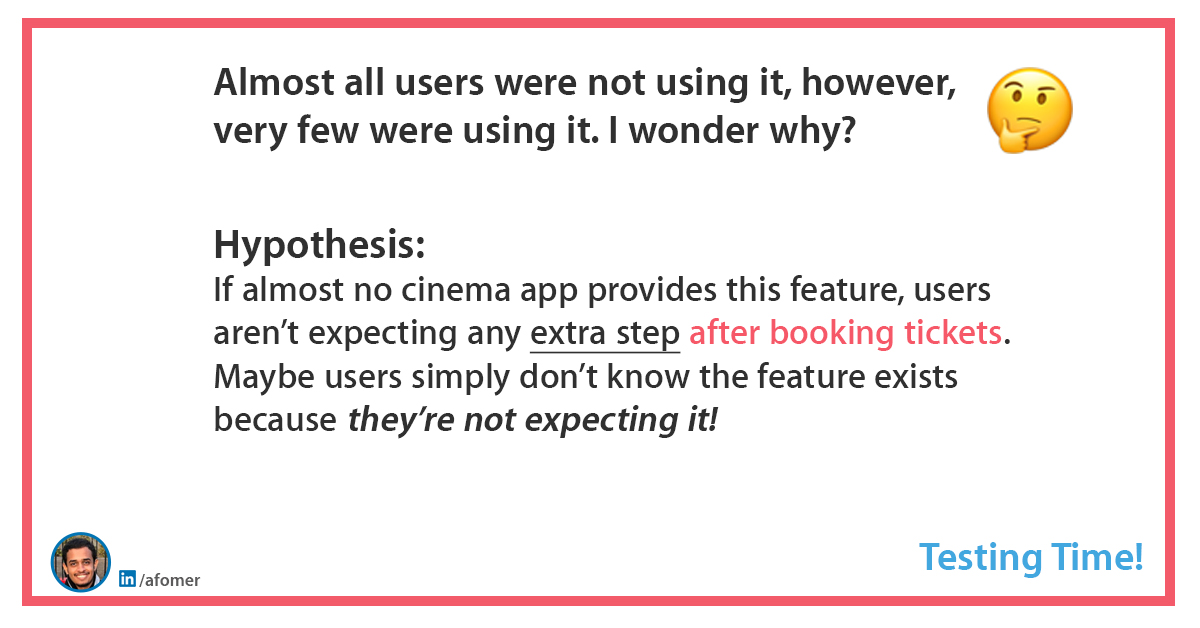 Almost all users were not using it, however,
very few were using it. I wonder why?
Hypothesis:
If almost no cinema app provides this feature, users
aren’t expecting any extra step after booking tickets.
Maybe users simply don’t know the feature exists
because they’re not expecting it!
in /afomer
Testing Time!